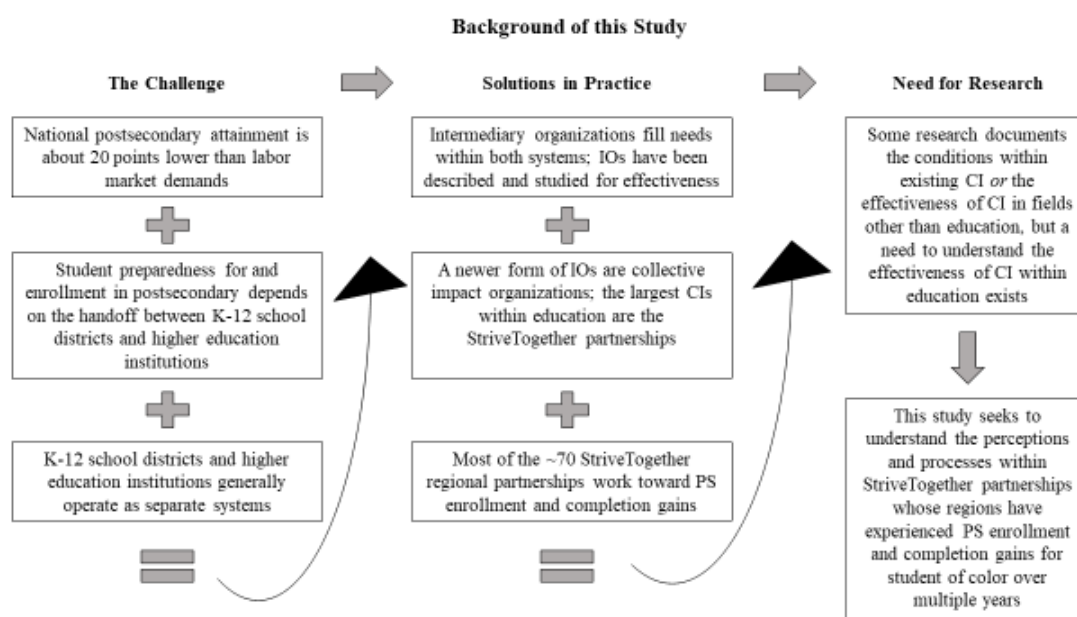 Background of this Study
The Challenge
Solutions in Practice
Need for Research
National postsecondary attainment is
about 20 points lower than labor
market demands
Student preparedness for and
enrollment in postsecondary depends
on the handoff between K-12 school
districts and higher education
institutions
K-12 school districts and higher
education institutions generally
operate as separate systems
Intermediary organizations fill needs
within both systems; IOs have been
described and studied for effectiveness
A newer form of IOs are collective
impact organizations; the largest CIs
within education are the
StriveTogether partnerships
Most of the ~70 StriveTogether
regional partnerships work toward PS
enrollment and completion gains
Some research documents
the conditions within
existing CI or the
effectiveness of CI in fields
other than education, but a
need to understand the
effectiveness of CI within
education exists
This study seeks to
understand the perceptions
and processes within
StriveTogether partnerships
whose regions have
experienced PS enrollment
and completion gains for
student of color over
multiple years